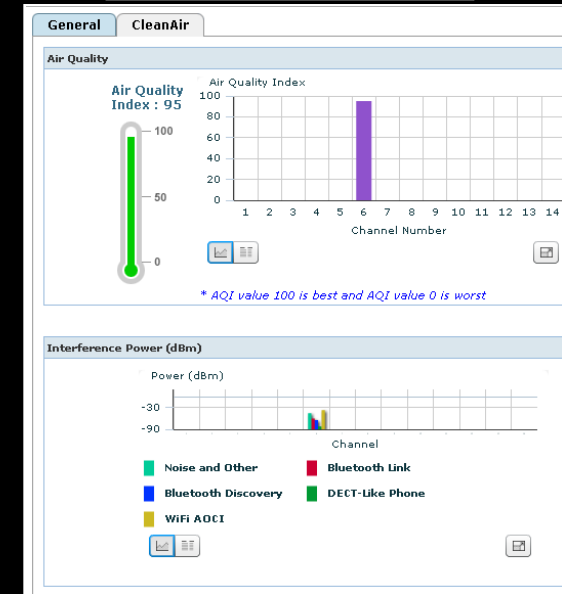 General CleanAir
Air Quality
Air Quality
Index : 95
100
50
0
Air Quality Index
100
80
60
40
20
0
1 2 3 4 5 6 7 8 9 10 11 12 13 14
Channel Number
* AQI value 100 is best and AQI value 0 is worst
Interference Power (dBm)
Power (dBm)
-30
-90
Channel
Noise and Other Bluetooth Link
Bluetooth Discovery DECT-Like Phone
WiFi AOCI